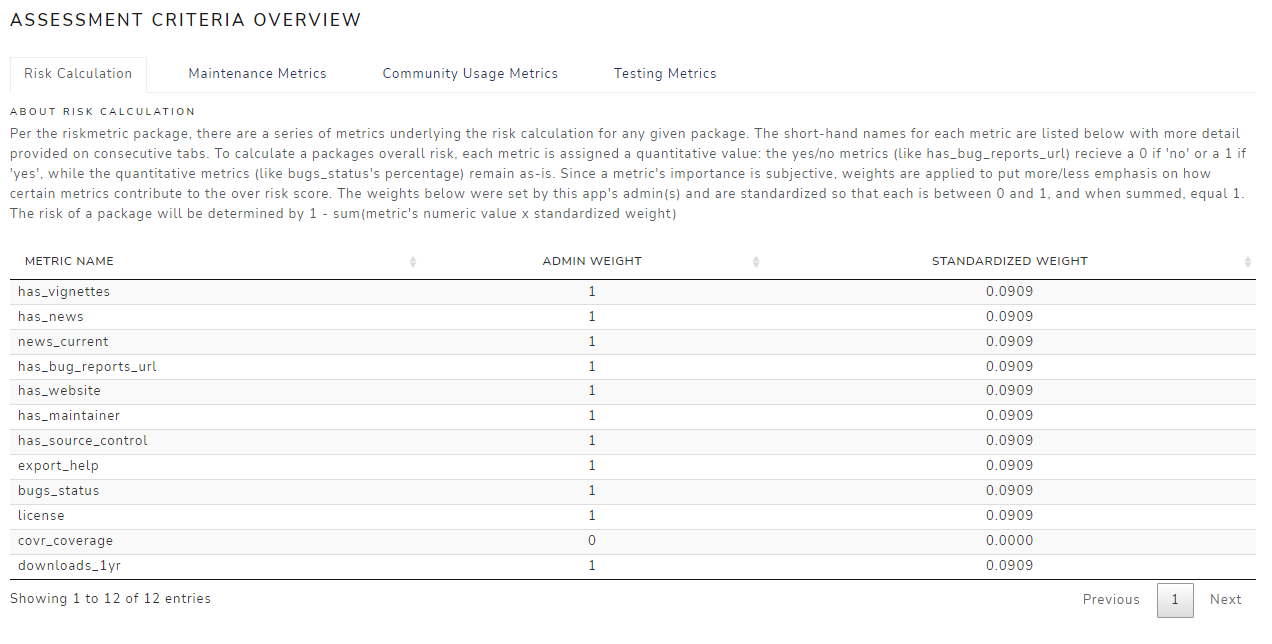 ASSESSMENT CRITERIA OVERVIEW
Risk Calculation Maintenance Metrics Community Usage Metrics Testing Metrics
ABOUT RISK CALCULATION
Per the riskmetric package, there are a series of metrics underlying the risk calculation for any given package. The short-hand names for each metric are listed below with more detail
provided on consecutive tabs. To calculate a packages overall risk, each metric is assigned a quantitative value: the yes/no metrics (like has_bug_reports_url) recieve a 0 if 'no' or a 1 if
'yes', while the quantitative metrics (like bugs_status's percentage) remain as-is. Since a metric's importance is subjective, weights are applied to put more/less emphasis on how
certain metrics contribute to the over risk score. The weights below were set by this app's admin(s) and are standardized so that each is between 0 and 1, and when summed, equal 1.
The risk of a package will be determined by 1 - sum(metric's numeric value x standardized weight)
METRIC NAME ADMIN WEIGHT STANDARDIZED WEIGHT
has_vignettes 1 0.0909
has_news 1 0.0909
news_current 1 0.0909
has_bug_reports_url 1 0.0909
has_website 1 0.0909
has_maintainer 1 0.0909
has_source_control 1 0.0909
export_help 1 0.0909
bugs_status 1 0.0909
license 1 0.0909
covr_coverage 0 0.0000
downloads_1yr 1 0.0909
Showing 1 to 12 of 12 entries Previous 1 Next